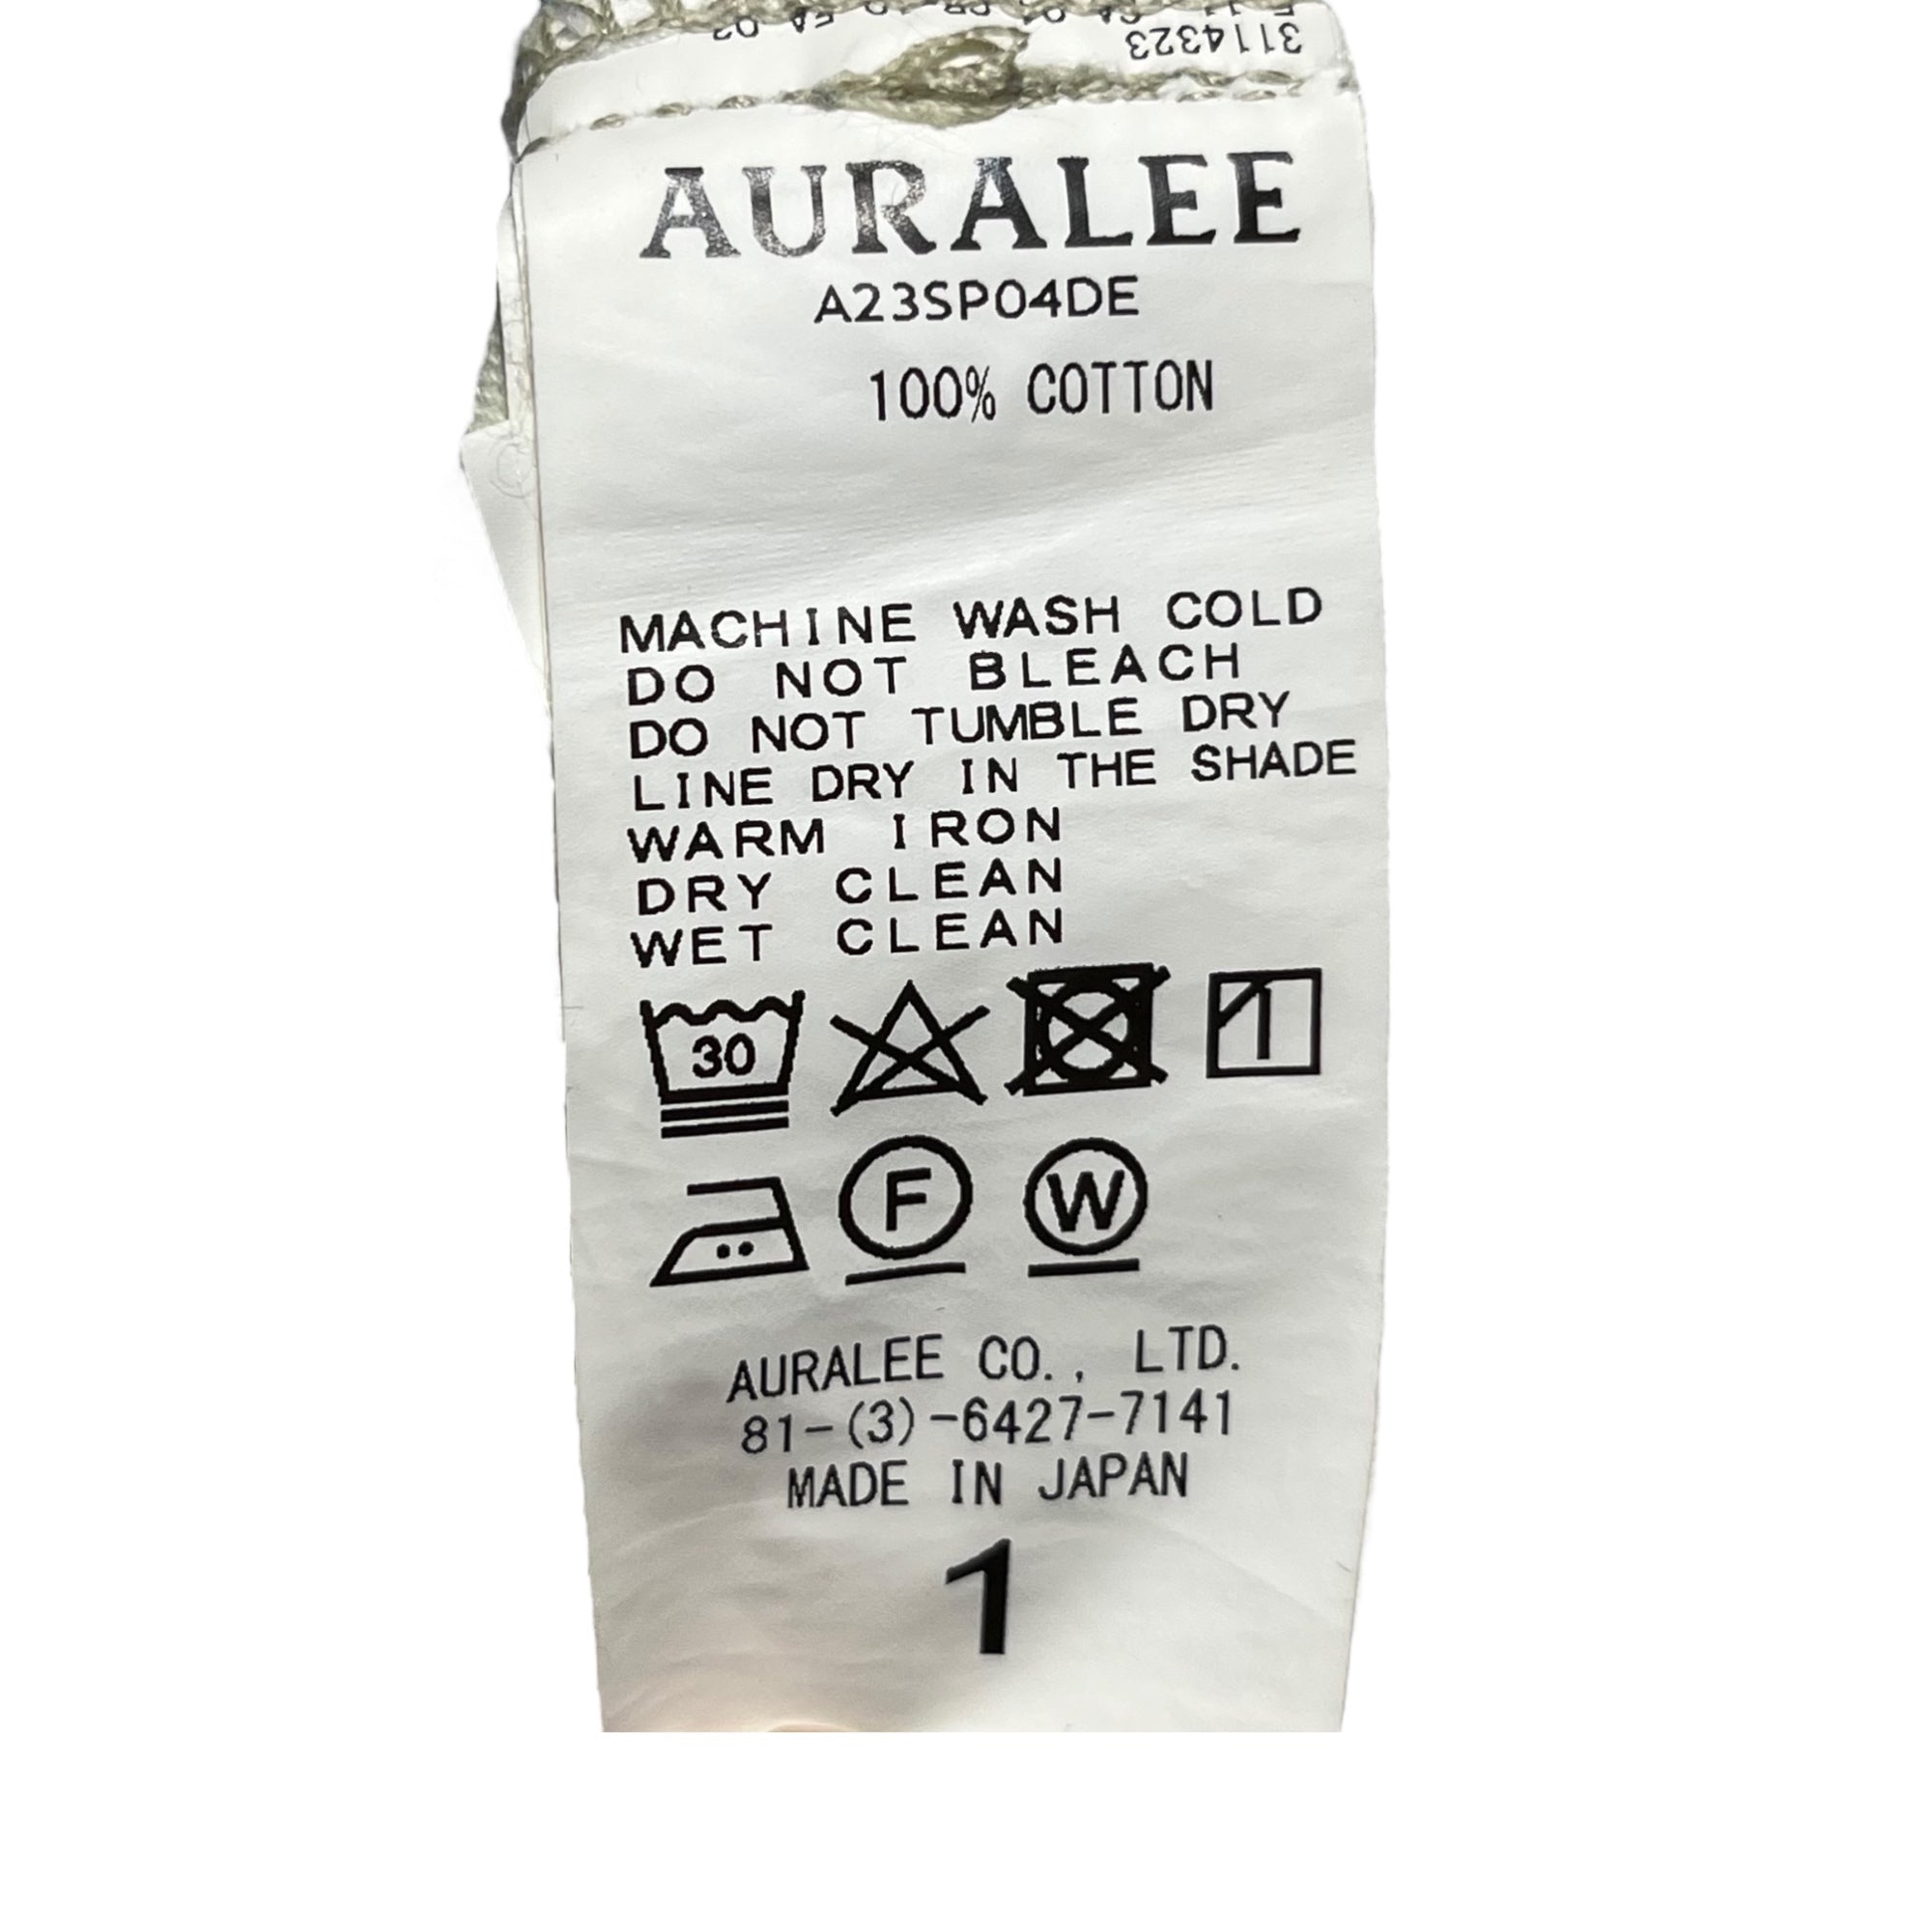 3114323
AURALEE
A23SP04DE
100% COTTON
MACHINE WASH COLD
DO NOT BLEACH
DO NOT TUMBLE DRY
LINE DRY IN THE SHADE
WARM IRON
DRY CLEAN
WET CLEAN
30
F W
AURALEE CO., LTD.
81-(3)-6427-7141
MADE IN JAPAN
1